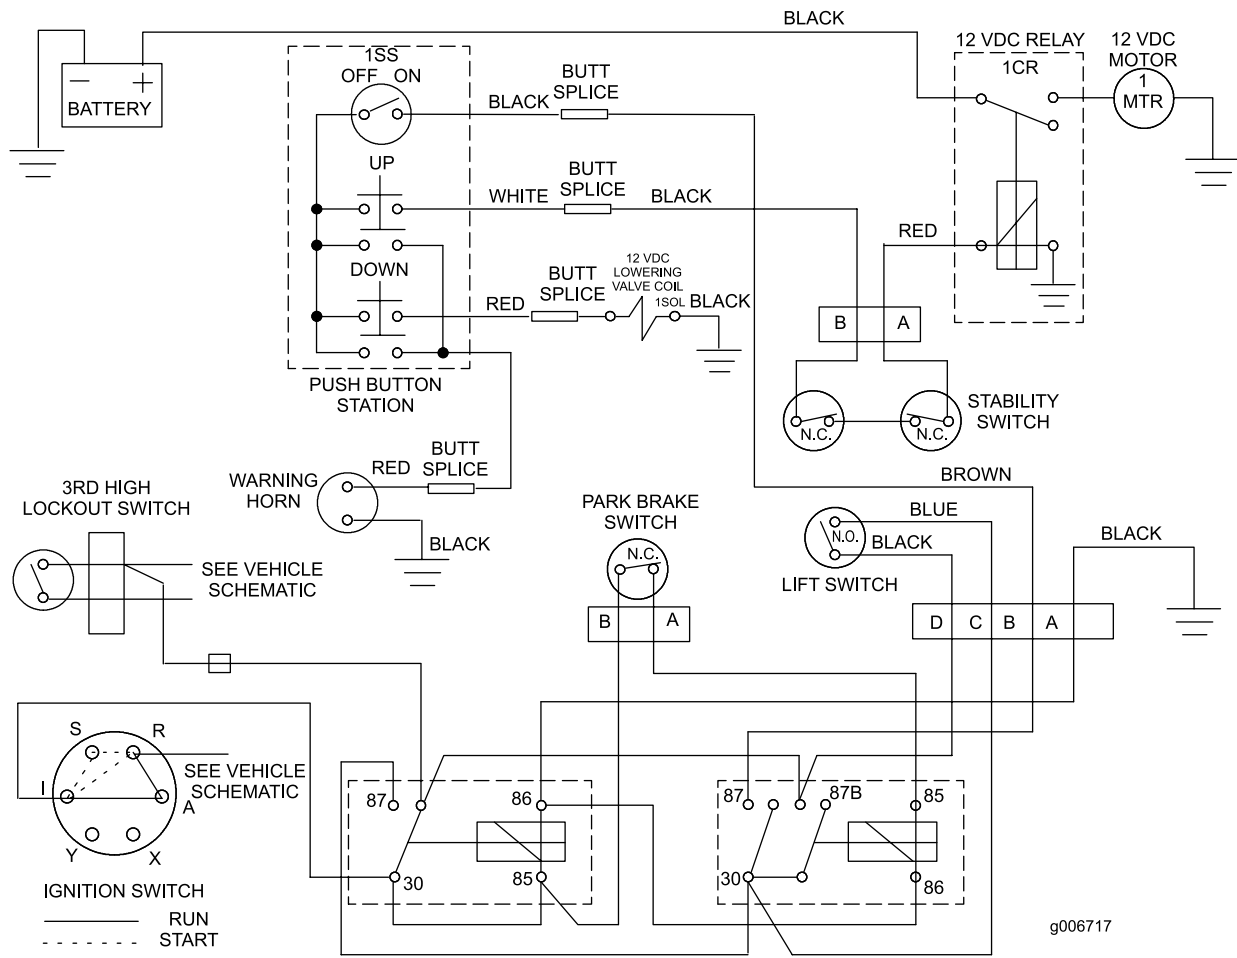 BLACK
12 VDC RELAY
1CR
12 VDC
MOTOR
1
MTR
− +
BATTERY
1SS
OFF ON
BLACK
BUTT
SPLICE
UP
WHITE
BUTT
SPLICE
BLACK
RED
DOWN
RED
BUTT
SPLICE
12 VDC
LOWERING
VALVE COIL
1SOL
BLACK
B A
PUSH BUTTON
STATION
N.C.
N.C.
STABILITY
SWITCH
WARNING
HORN
RED
BUTT
SPLICE
BLACK
BROWN
3RD HIGH
LOCKOUT SWITCH
SEE VEHICLE
SCHEMATIC
PARK BRAKE
SWITCH
N.C.
B A
BLUE
N.O.
BLACK
LIFT SWITCH
BLACK
D C B A
S R
I A
Y X
SEE VEHICLE
SCHEMATIC
IGNITION SWITCH
RUN
START
87 86
30 85
87 87B 85
30 86
g006717